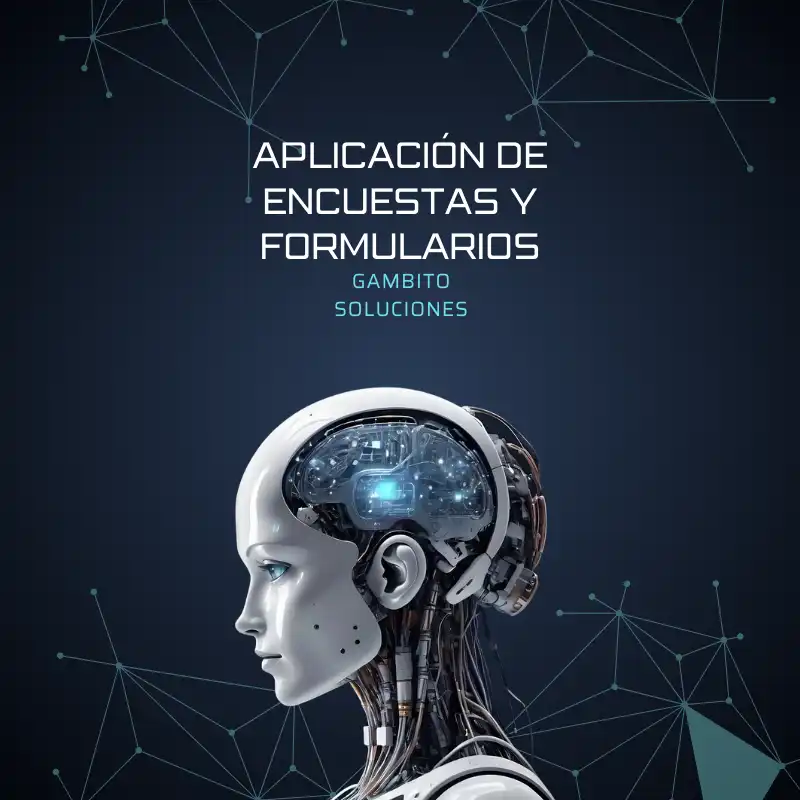 APLICACIÓN DE
ENCUESTAS Y
FORMULARIOS
GAMBITO
SOLUCIONES